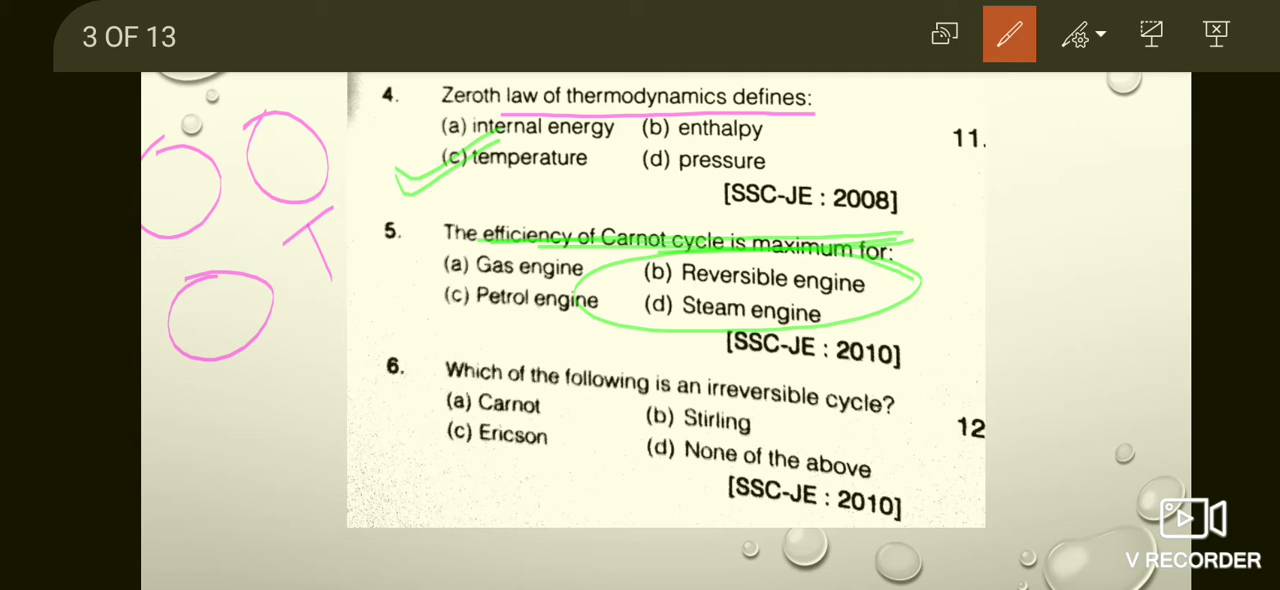 3 OF 13
4. Zeroth law of thermodynamics defines:
(a) internal energy (b) enthalpy
(c) temperature (d) pressure
[SSC-JE : 2008]
5. The efficiency of Carnot cycle is maximum for:
(a) Gas engine (b) Reversible engine
(c) Petrol engine (d) Steam engine
[SSC-JE : 2010]
6. Which of the following is an irreversible cycle?
(a) Carnot (b) Stirling
(c) Ericson (d) None of the above
[SSC-JE : 2010]
11.
12
T
V RECORDER